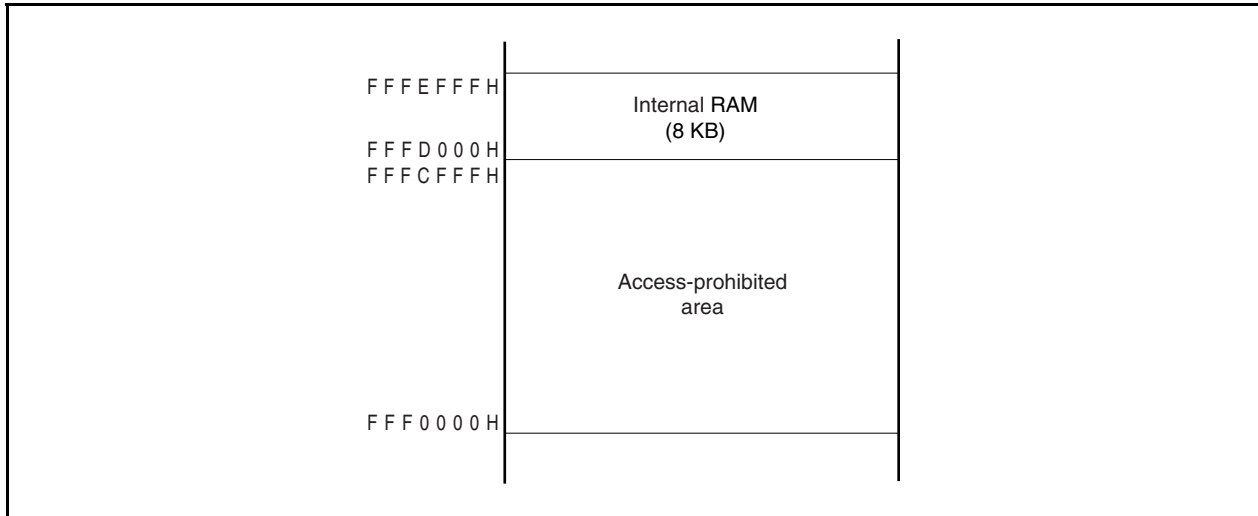 FFFEFFFH
Internal RAM
(8 KB)
FFFD000H
FFFCFFFH
Access-prohibited
area
FFF0000H